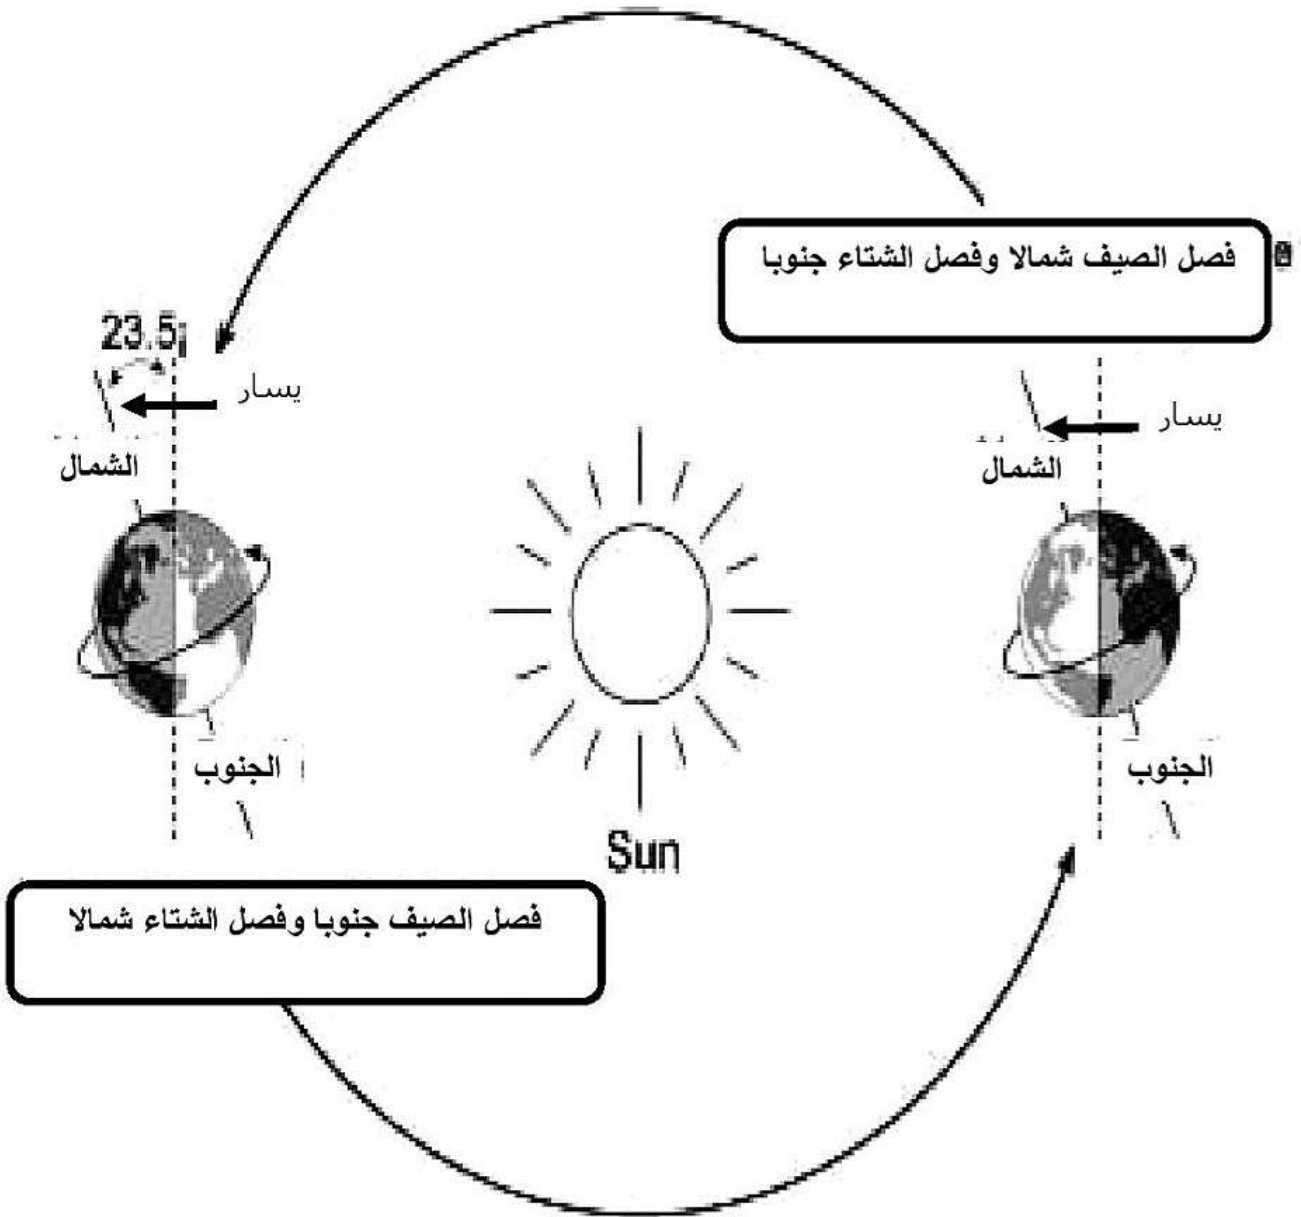 فصل الصيف شمالا وفصل الشتاء جنوبا
23.5
يسار
يسار
الشمال
الشمال
الجنوب
الجنوب
Sun
فصل الصيف جنوبا وفصل الشتاء شمالا